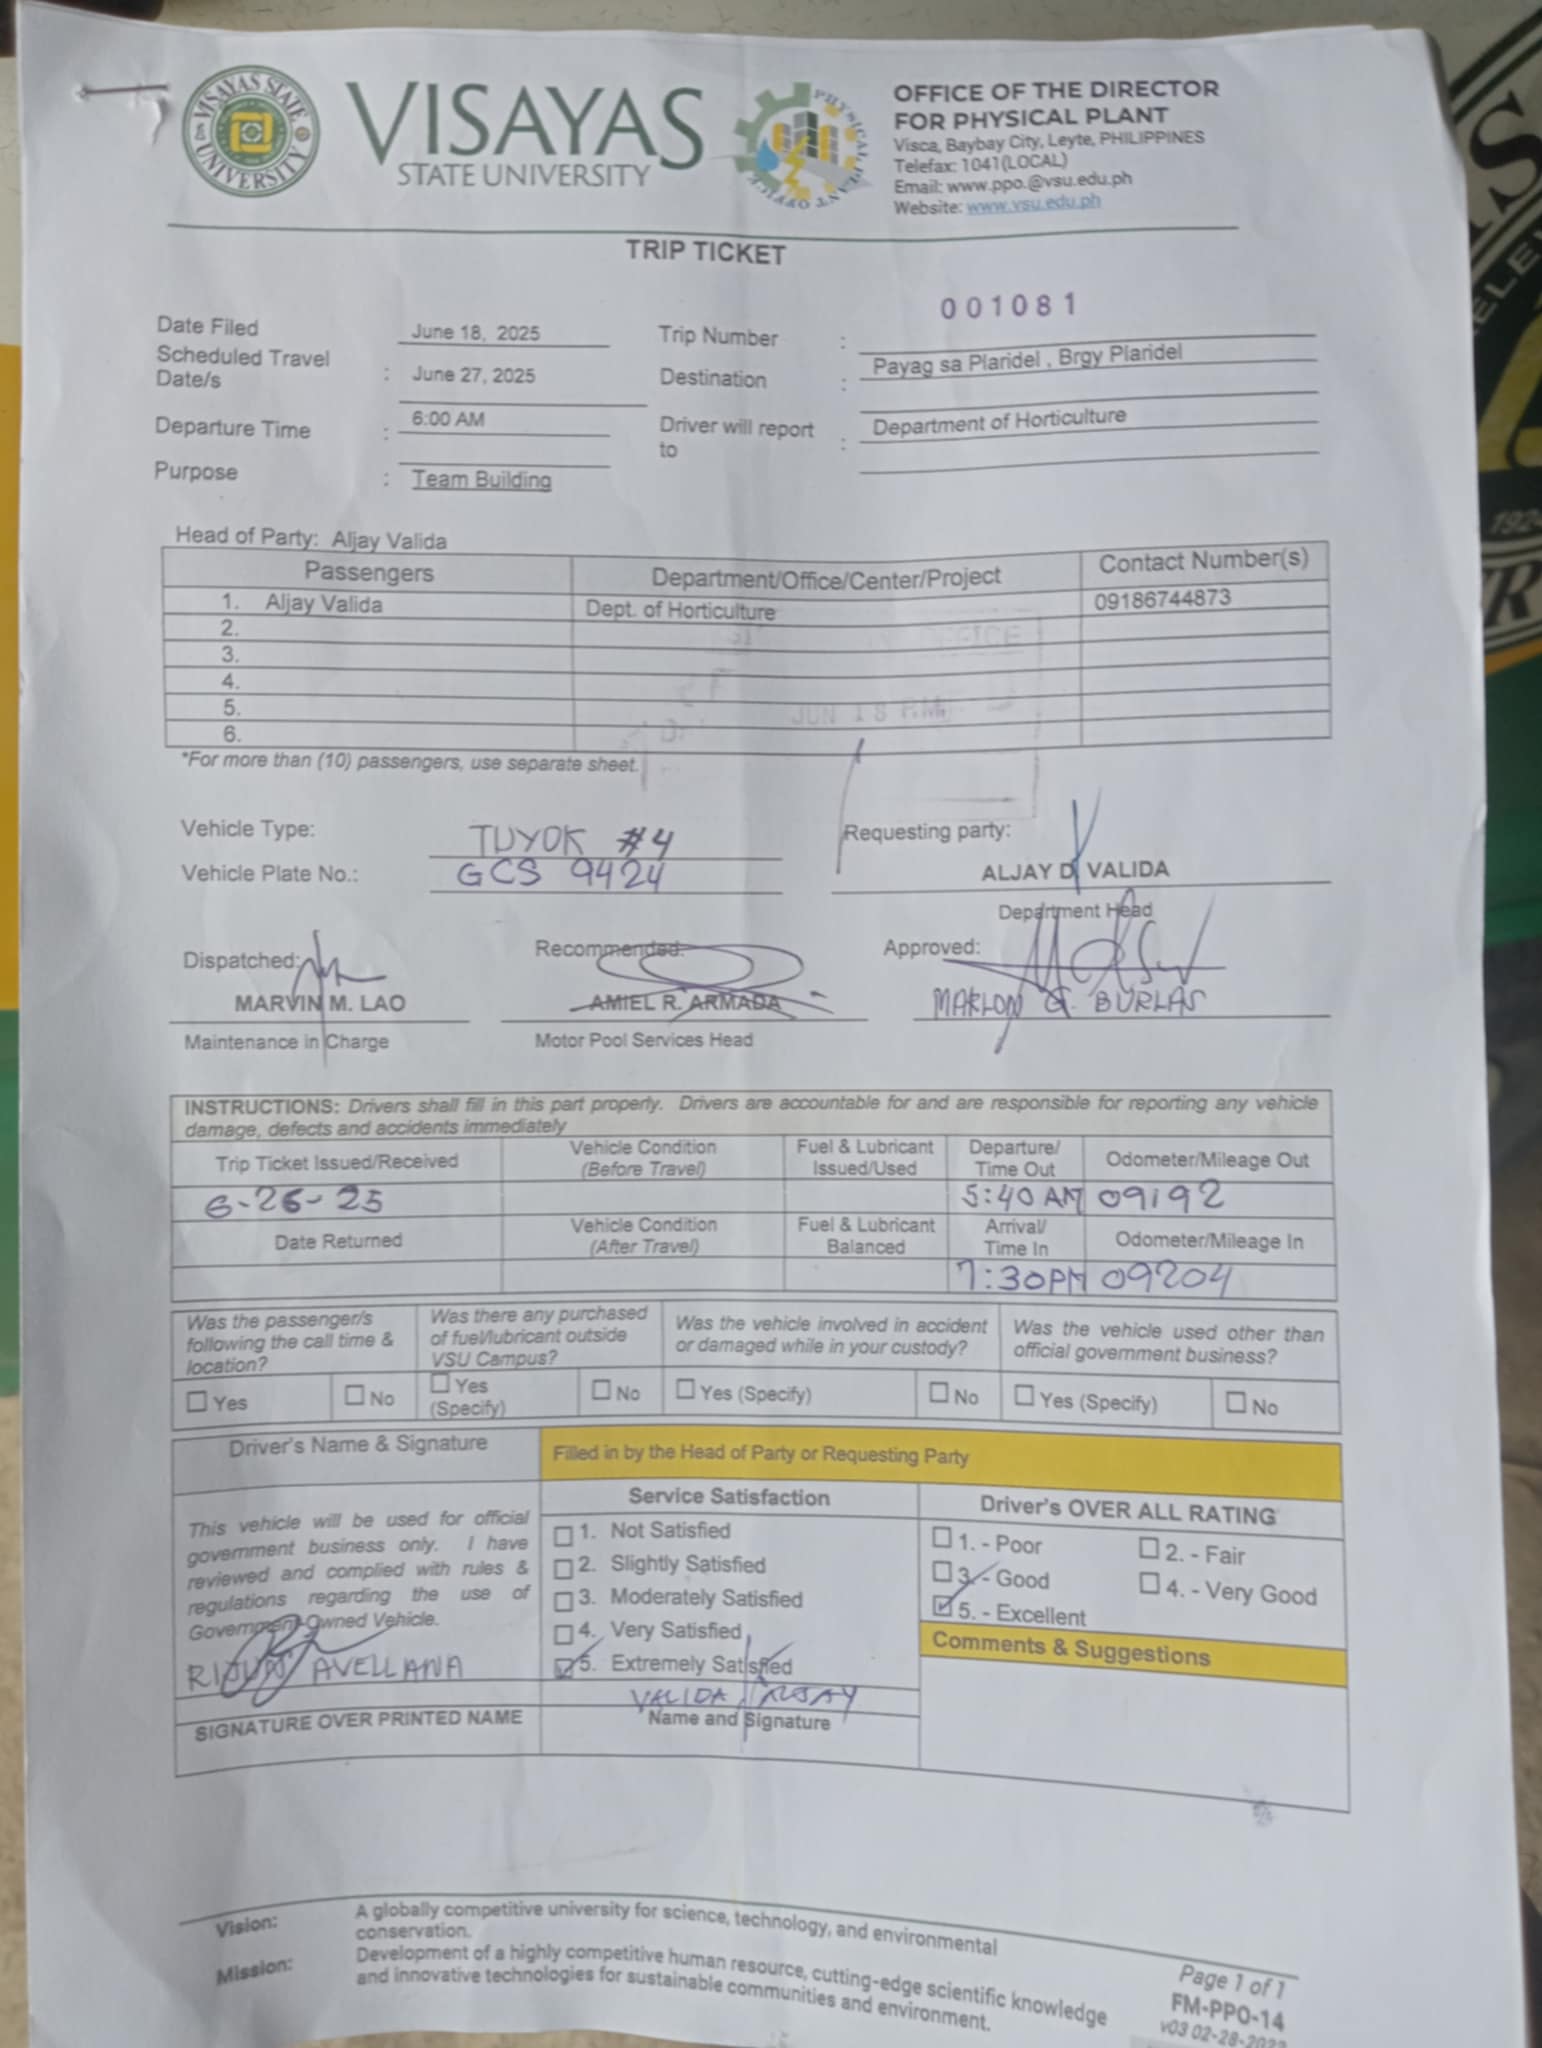 VISAYAS STATE UNIVERSITY
VISAYAS
STATE UNIVERSITY
PHYSICAL PLANT OFFICE
OFFICE OF THE DIRECTOR
FOR PHYSICAL PLANT
Visca, Baybay City, Leyte, PHILIPPINES
Telefax: 1041(LOCAL)
Email: www.ppo.@vsu.edu.ph
Website: www.vsu.edu.ph
TRIP TICKET
001081
Date Filed June 18, 2025 Trip Number :
Scheduled Travel Date/s : June 27, 2025 Destination : Payag sa Plaridel , Brgy Plaridel
Departure Time : 6:00 AM Driver will report to : Department of Horticulture
Purpose : Team Building
Head of Party: Aljay Valida
Passengers Department/Office/Center/Project Contact Number(s)
1. Aljay Valida Dept. of Horticulture 09186744873
2.
3.
4.
5.
6.
JUN 18 P.M.
*For more than (10) passengers, use separate sheet.
Vehicle Type: TUYOK #4 Requesting party:
Vehicle Plate No.: GCS 9424 ALJAY D. VALIDA
Department Head
Dispatched: Recommended: Approved:
MARVIN M. LAO AMIEL R. ARMADA MARLON G. BURLAS
Maintenance in Charge Motor Pool Services Head
INSTRUCTIONS: Drivers shall fill in this part properly. Drivers are accountable for and are responsible for reporting any vehicle
damage, defects and accidents immediately
Trip Ticket Issued/Received Vehicle Condition (Before Travel) Fuel & Lubricant Issued/Used Departure/ Time Out Odometer/Mileage Out
6-26-25 5:40 AM 09192
Date Returned Vehicle Condition (After Travel) Fuel & Lubricant Balanced Arrival/ Time In Odometer/Mileage In
7:30PM 09204
Was the passenger/s following the call time & location? Was there any purchased of fuel/lubricant outside VSU Campus? Was the vehicle involved in accident or damaged while in your custody? Was the vehicle used other than official government business?
Yes No Yes (Specify) No Yes (Specify) No Yes (Specify) No
Driver's Name & Signature Filled in by the Head of Party or Requesting Party
Service Satisfaction Driver's OVER ALL RATING
This vehicle will be used for official
government business only. I have
reviewed and complied with rules &
regulations regarding the use of
Government-Owned Vehicle.
AVELLANA
SIGNATURE OVER PRINTED NAME
1. Not Satisfied
2. Slightly Satisfied
3. Moderately Satisfied
4. Very Satisfied
5. Extremely Satisfied
VALIDA, ALJAY
Name and Signature
1. - Poor 2. - Fair
3. - Good 4. - Very Good
5. - Excellent
Comments & Suggestions
Vision: A globally competitive university for science, technology, and environmental
conservation.
Mission: Development of a highly competitive human resource, cutting-edge scientific knowledge
and innovative technologies for sustainable communities and environment.
Page 1 of 1
FM-PPO-14
v03 02-28-2022